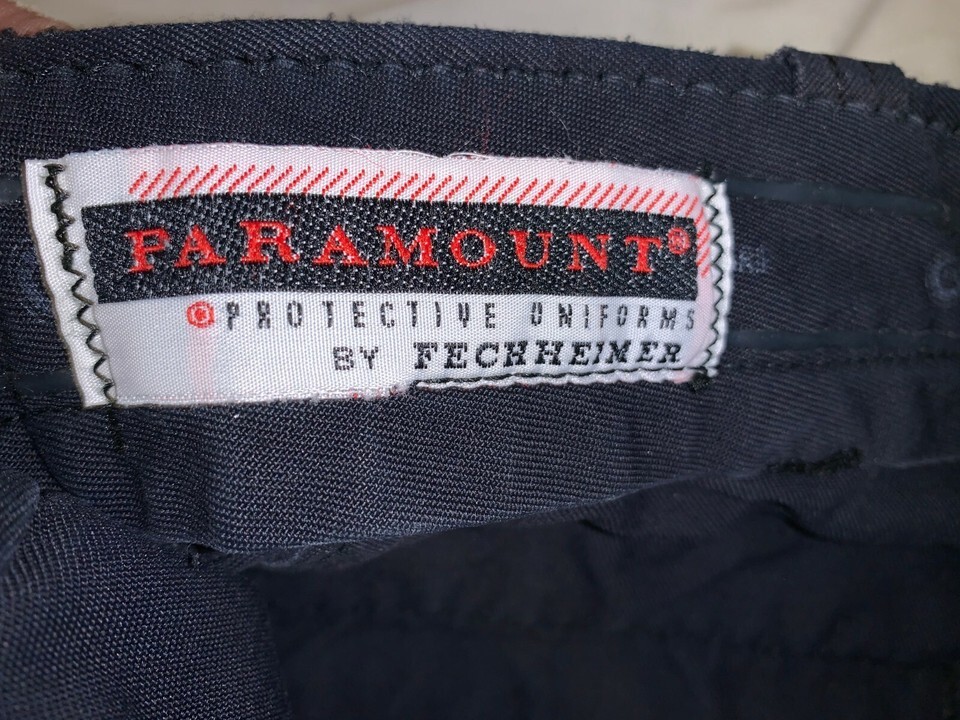 PARAMOUNT®
® PROTECTIVE UNIFORMS
BY FECHHEIMER